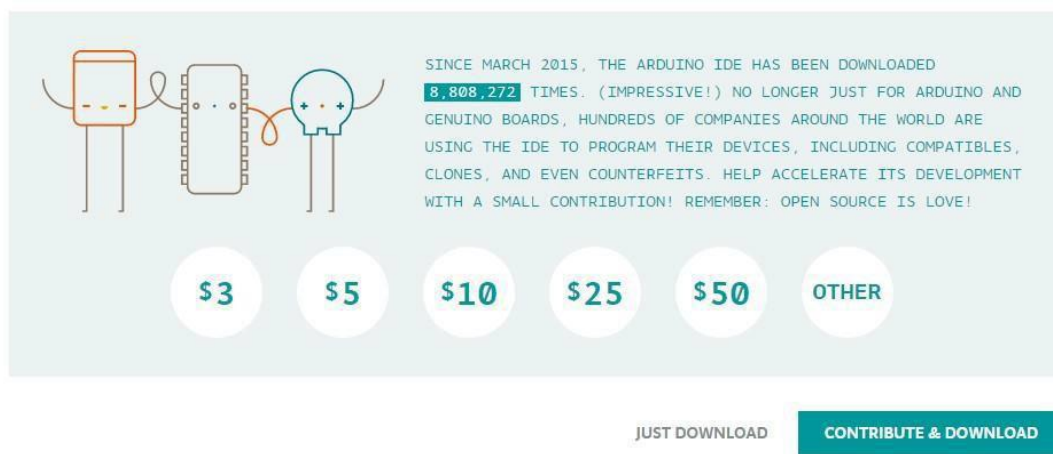 SINCE MARCH 2015, THE ARDUINO IDE HAS BEEN DOWNLOADED
8,808,272 TIMES. (IMPRESSIVE!) NO LONGER JUST FOR ARDUINO AND
GENUINO BOARDS, HUNDREDS OF COMPANIES AROUND THE WORLD ARE
USING THE IDE TO PROGRAM THEIR DEVICES, INCLUDING COMPATIBLES,
CLONES, AND EVEN COUNTERFEITS. HELP ACCELERATE ITS DEVELOPMENT
WITH A SMALL CONTRIBUTION! REMEMBER: OPEN SOURCE IS LOVE!
$3 $5 $10 $25 $50 OTHER
JUST DOWNLOAD CONTRIBUTE & DOWNLOAD